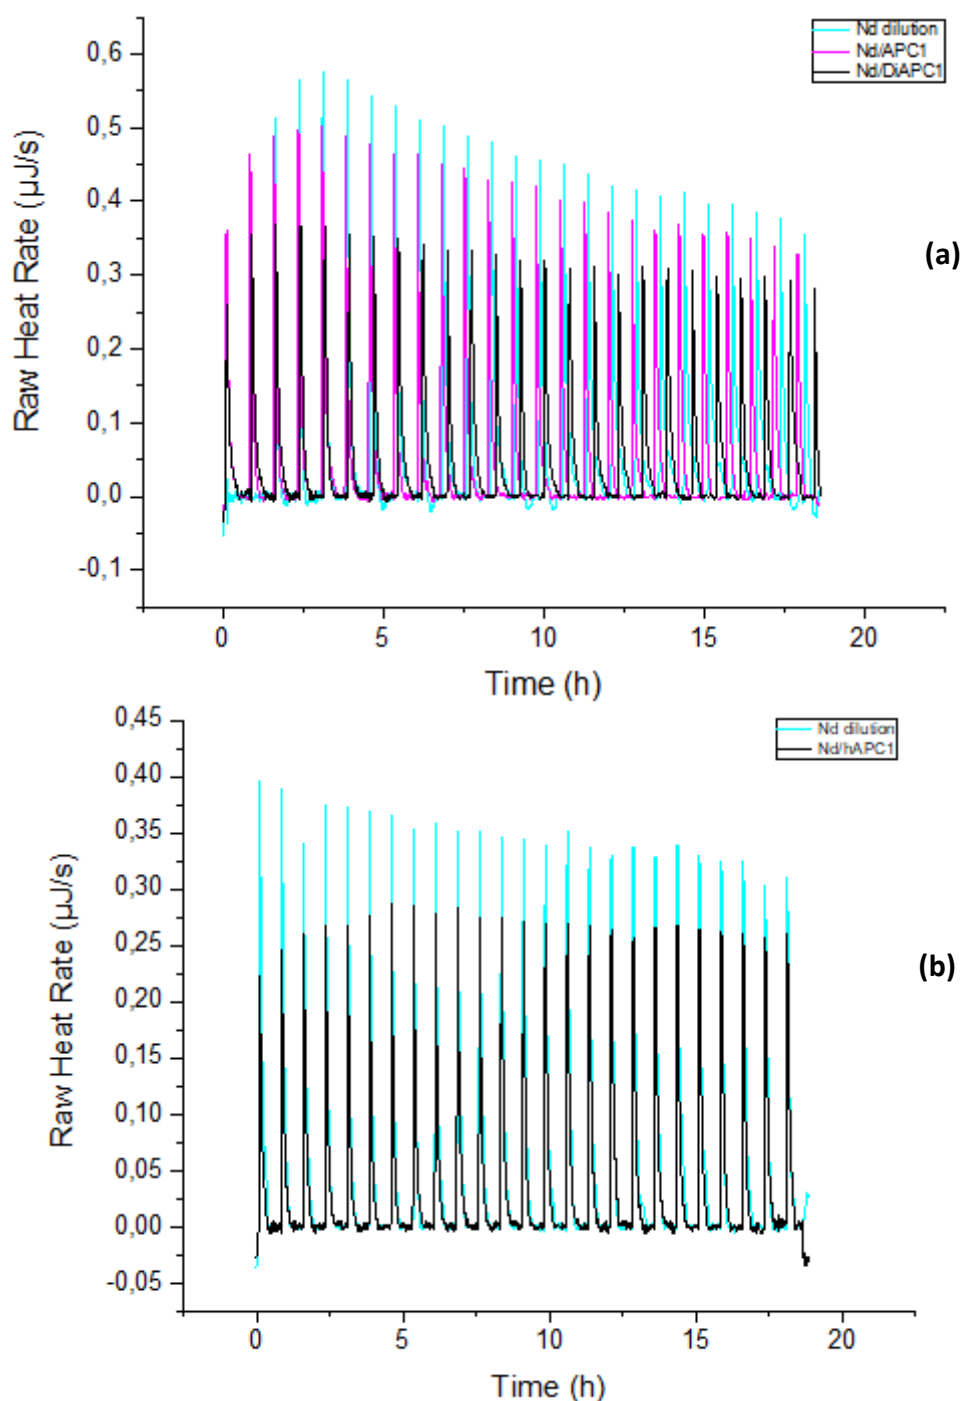 Nd dilution
Nd/APC1
Nd/DiAPC1
0,6
0,5
0,4
0,3
0,2
0,1
0,0
-0,1
Raw Heat Rate (µJ/s)
(a)
0 5 10 15 20
Time (h)
Nd dilution
Nd/hAPC1
0,45
0,40
0,35
0,30
0,25
0,20
0,15
0,10
0,05
0,00
-0,05
Raw Heat Rate (µJ/s)
(b)
0 5 10 15 20
Time (h)